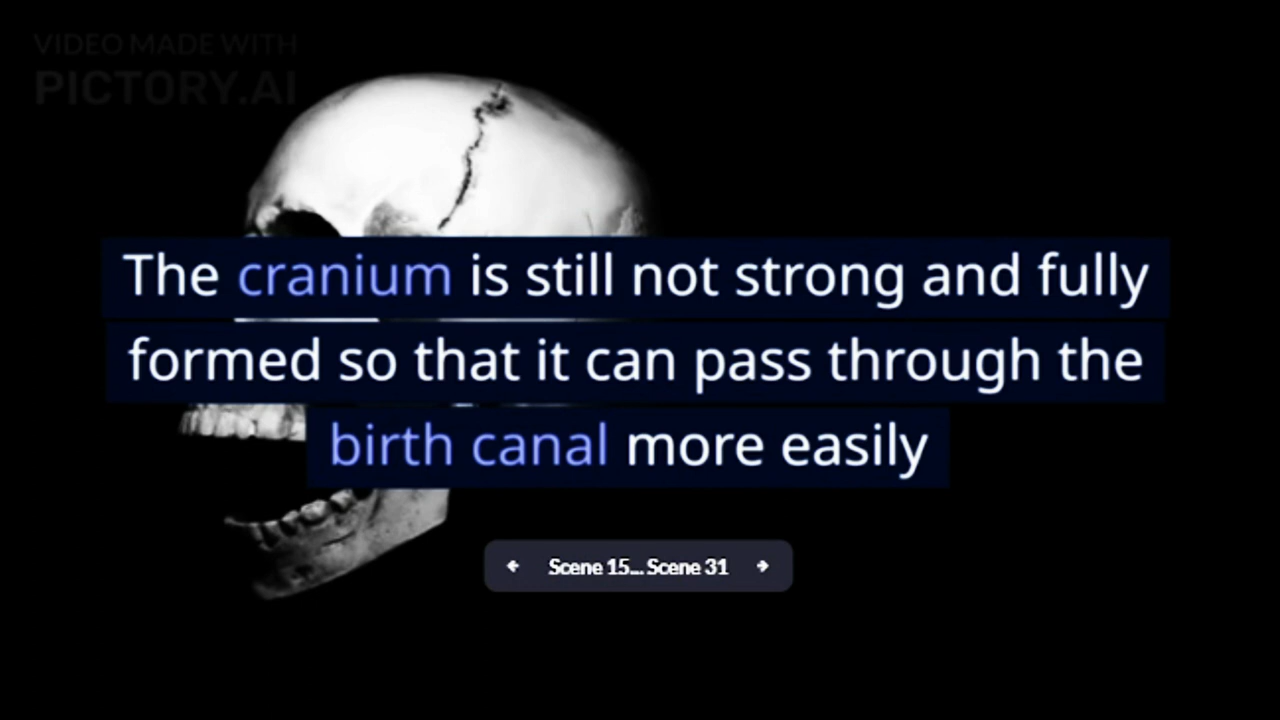 VIDEO MADE WITH
PICTORY.AI
The cranium is still not strong and fully
formed so that it can pass through the
birth canal more easily
Scene 15... Scene 31